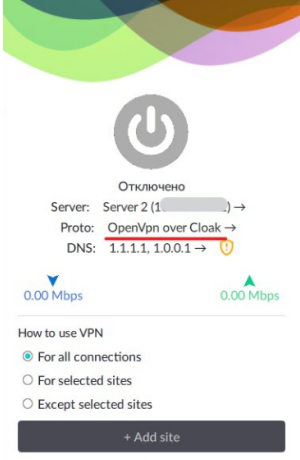 Отключено
Server: Server 2 (1 ) →
Proto: OpenVpn over Cloak →
DNS: 1.1.1.1, 1.0.0.1 →
0.00 Mbps 0.00 Mbps
How to use VPN
For all connections
For selected sites
Except selected sites
+ Add site